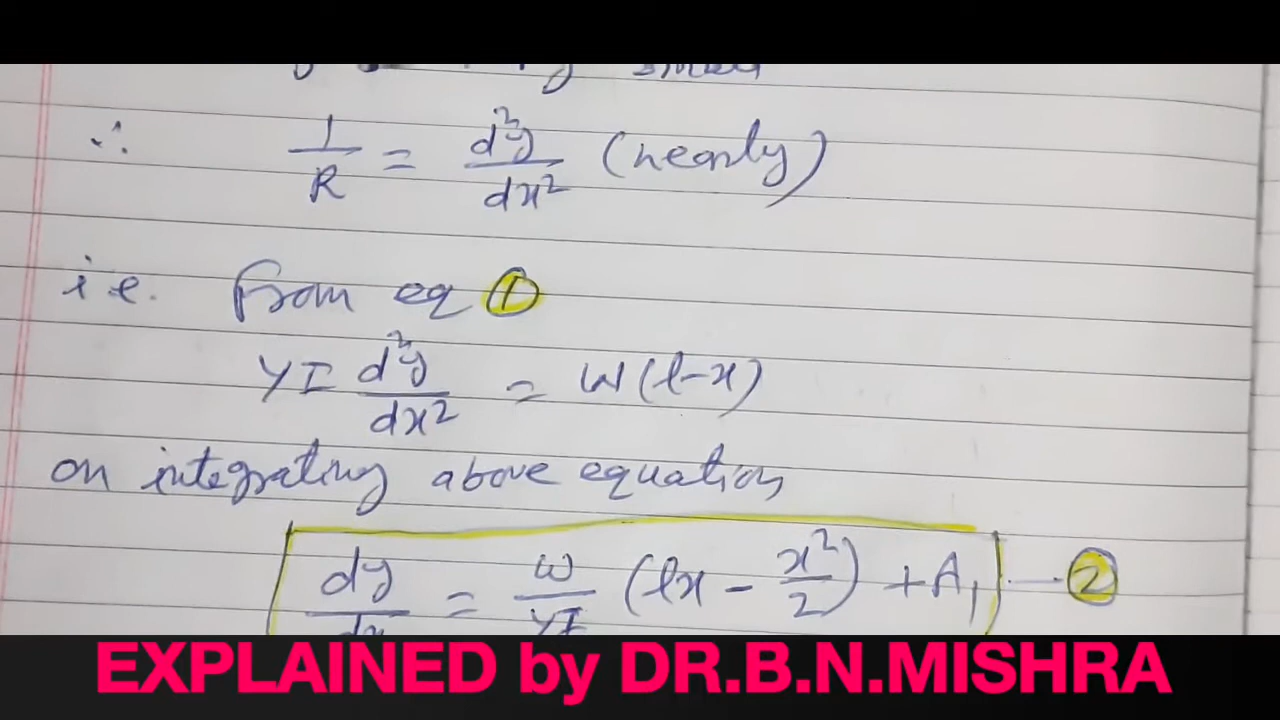 small
∴ 1/R = d²y/dx² (nearly)
i.e. from eq ①
YI d²y/dx² = W(l-x)
on integrating above equation
dy/dx = W/YI (lx - x²/2) + A₁ — ②
EXPLAINED by DR.B.N.MISHRA